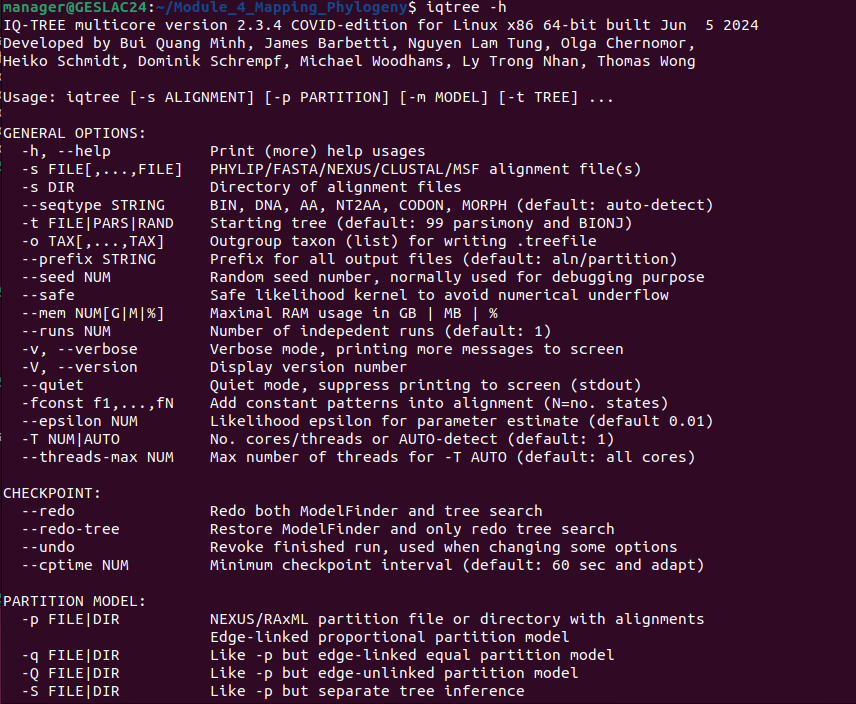 manager@GESLAC24:~/Module_4_Mapping_Phylogeny$ iqtree -h
IQ-TREE multicore version 2.3.4 COVID-edition for Linux x86 64-bit built Jun  5 2024
Developed by Bui Quang Minh, James Barbetti, Nguyen Lam Tung, Olga Chernomor,
Heiko Schmidt, Dominik Schrempf, Michael Woodhams, Ly Trong Nhan, Thomas Wong

Usage: iqtree [-s ALIGNMENT] [-p PARTITION] [-m MODEL] [-t TREE] ...

GENERAL OPTIONS:
  -h, --help           Print (more) help usages
  -s FILE[,...,FILE]   PHYLIP/FASTA/NEXUS/CLUSTAL/MSF alignment file(s)
  -s DIR               Directory of alignment files
  --seqtype STRING     BIN, DNA, AA, NT2AA, CODON, MORPH (default: auto-detect)
  -t FILE|PARS|RAND    Starting tree (default: 99 parsimony and BIONJ)
  -o TAX[,...,TAX]     Outgroup taxon (list) for writing .treefile
  --prefix STRING      Prefix for all output files (default: aln/partition)
  --seed NUM           Random seed number, normally used for debugging purpose
  --safe               Safe likelihood kernel to avoid numerical underflow
  --mem NUM[G|M|%]     Maximal RAM usage in GB | MB | %
  --runs NUM           Number of indepedent runs (default: 1)
  -v, --verbose        Verbose mode, printing more messages to screen
  -V, --version        Display version number
  --quiet              Quiet mode, suppress printing to screen (stdout)
  -fconst f1,...,fN    Add constant patterns into alignment (N=no. states)
  --epsilon NUM        Likelihood epsilon for parameter estimate (default 0.01)
  -T NUM|AUTO          No. cores/threads or AUTO-detect (default: 1)
  --threads-max NUM    Max number of threads for -T AUTO (default: all cores)

CHECKPOINT:
  --redo               Redo both ModelFinder and tree search
  --redo-tree          Restore ModelFinder and only redo tree search
  --undo               Revoke finished run, used when changing some options
  --cptime NUM         Minimum checkpoint interval (default: 60 sec and adapt)

PARTITION MODEL:
  -p FILE|DIR          NEXUS/RAxML partition file or directory with alignments
                       Edge-linked proportional partition model
  -q FILE|DIR          Like -p but edge-linked equal partition model
  -Q FILE|DIR          Like -p but edge-unlinked partition model
  -S FILE|DIR          Like -p but separate tree inference